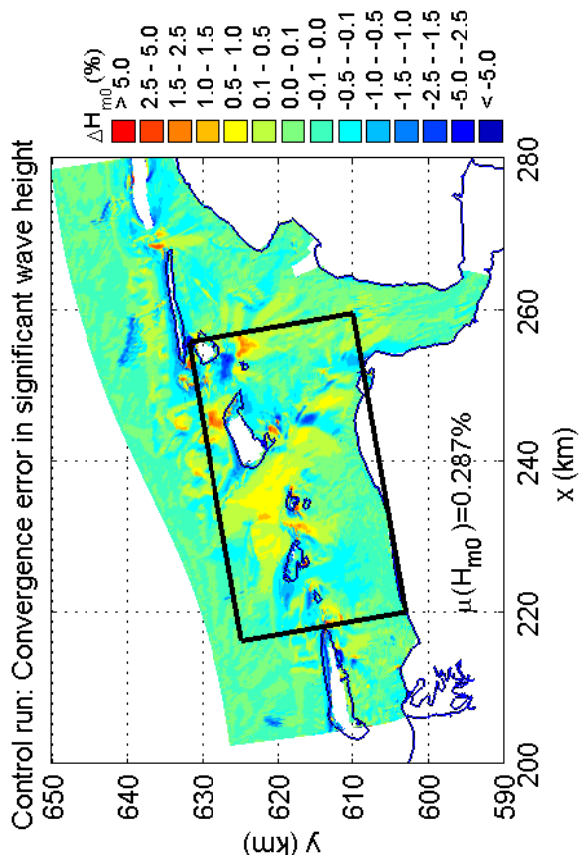 Control run: Convergence error in significant wave height
ΔH m0 (%)
> 5.0
2.5 - 5.0
1.5 - 2.5
1.0 - 1.5
0.5 - 1.0
0.1 - 0.5
0.0 - 0.1
-0.1 - 0.0
-0.5 - -0.1
-1.0 - -0.5
-1.5 - -1.0
-2.5 - -1.5
-5.0 - -2.5
< -5.0
650
640
630
620
610
600
590
y (km)
μ(H m0)=0.287%
200
220
240
260
280
x (km)